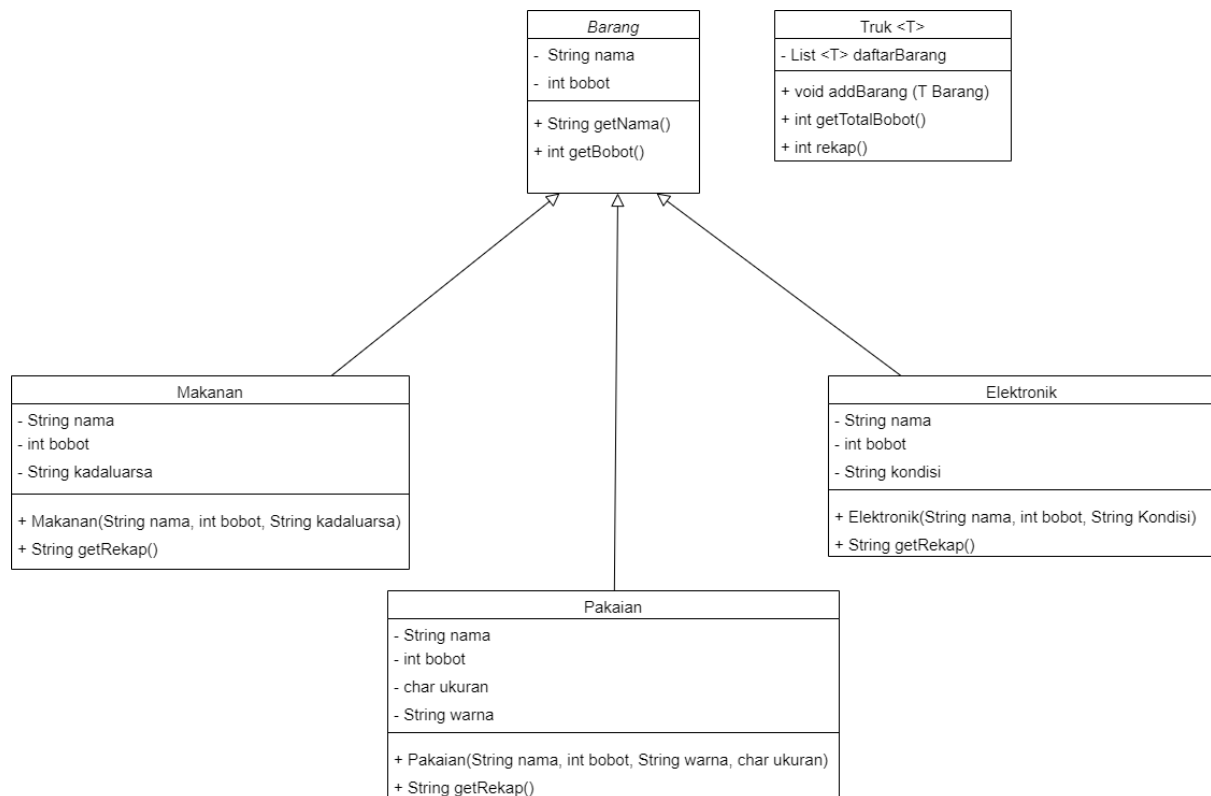 Barang
- String nama
- int bobot
+ String getNama()
+ int getBobot()
Truk <T>
- List <T> daftarBarang
+ void addBarang (T Barang)
+ int getTotalBobot()
+ int rekap()
Makanan
- String nama
- int bobot
- String kadaluarsa
+ Makanan(String nama, int bobot, String kadaluarsa)
+ String getRekap()
Elektronik
- String nama
- int bobot
- String kondisi
+ Elektronik(String nama, int bobot, String Kondisi)
+ String getRekap()
Pakaian
- String nama
- int bobot
- char ukuran
- String warna
+ Pakaian(String nama, int bobot, String warna, char ukuran)
+ String getRekap()